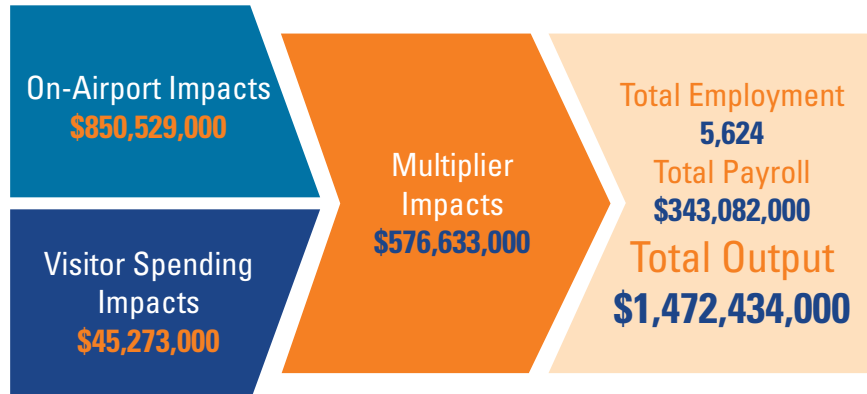 On-Airport Impacts
$850,529,000
Visitor Spending
Impacts
$45,273,000
Multiplier
Impacts
$576,633,000
Total Employment
5,624
Total Payroll
$343,082,000
Total Output
$1,472,434,000